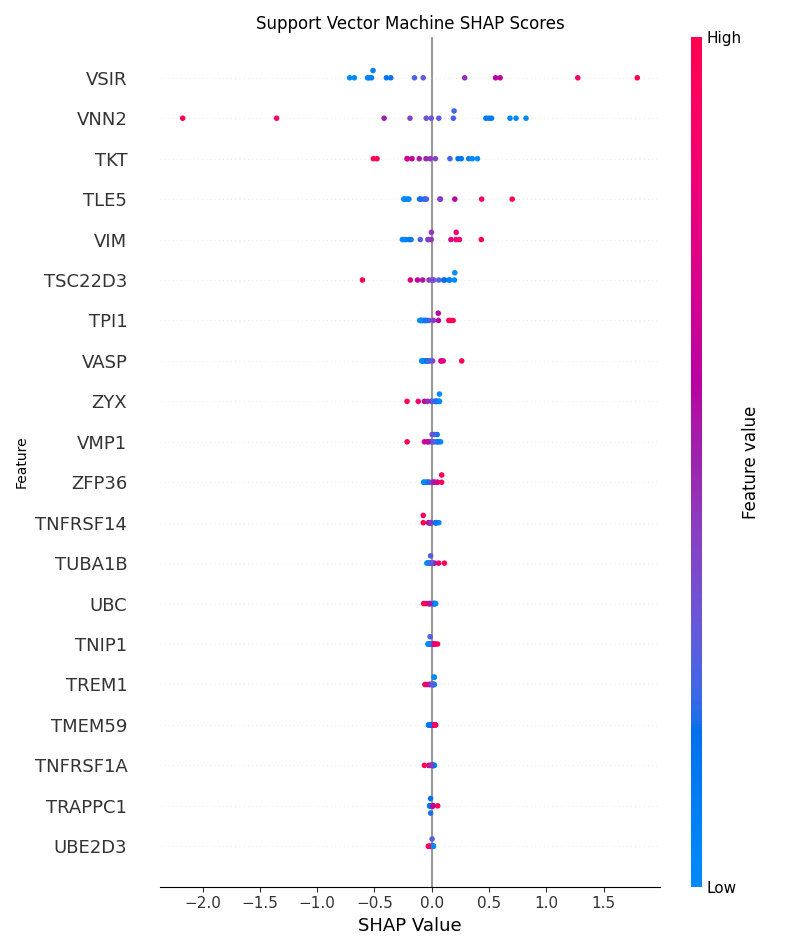 Support Vector Machine SHAP Scores
High
VSIR
VNN2
TKT
TLE5
VIM
TSC22D3
TPI1
VASP
ZYX
VMP1
ZFP36
TNFRSF14
TUBA1B
UBC
TNIP1
TREM1
TMEM59
TNFRSF1A
TRAPPC1
UBE2D3
Feature
Feature value
Low
−2.0 −1.5 −1.0 −0.5 0.0 0.5 1.0 1.5
SHAP Value